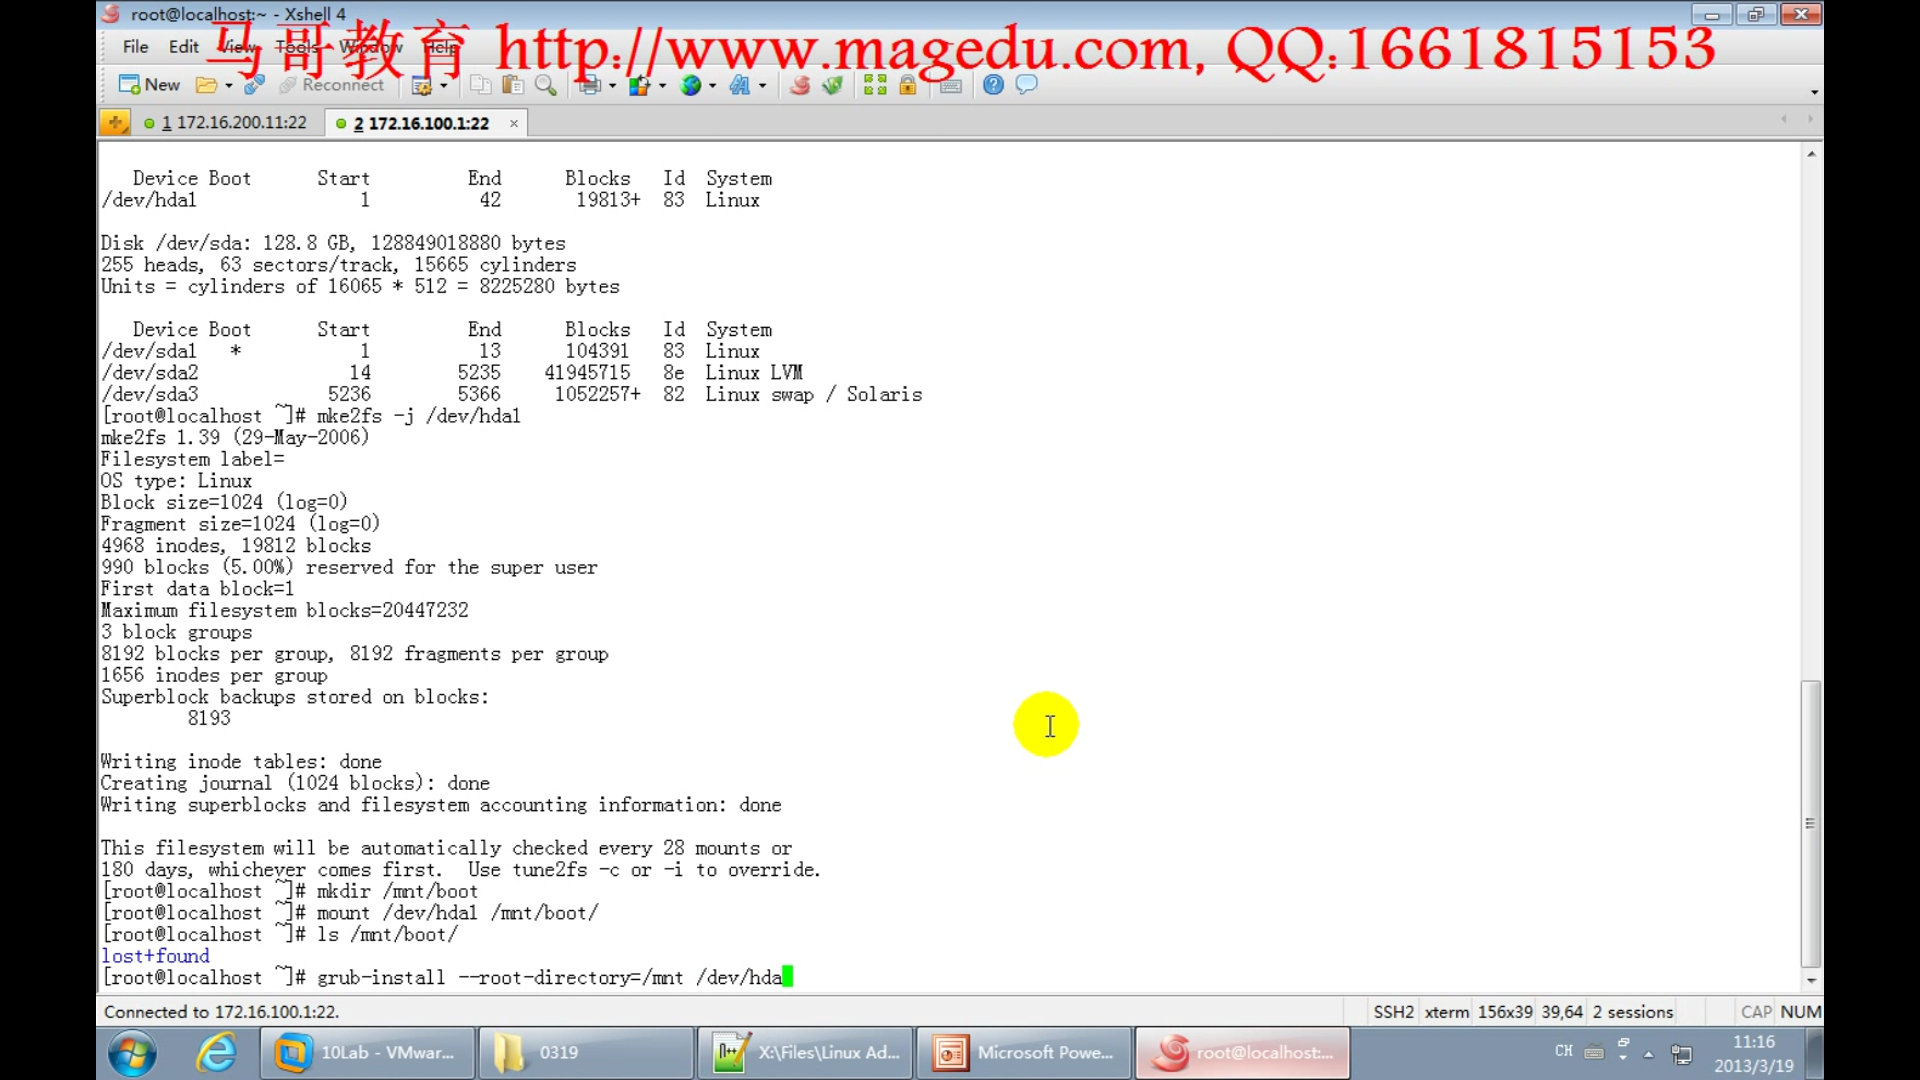 root@localhost:~ - Xshell 4
File Edit View Tools Window Help
马哥教育 http://www.magedu.com, QQ:1661815153
New Reconnect
1 172.16.200.11:22 2 172.16.100.1:22
Device Boot Start End Blocks Id System
/dev/hda1 1 42 19813+ 83 Linux
Disk /dev/sda: 128.8 GB, 128849018880 bytes
255 heads, 63 sectors/track, 15665 cylinders
Units = cylinders of 16065 * 512 = 8225280 bytes
Device Boot Start End Blocks Id System
/dev/sda1 * 1 13 104391 83 Linux
/dev/sda2 14 5235 41945715 8e Linux LVM
/dev/sda3 5236 5366 1052257+ 82 Linux swap / Solaris
[root@localhost ~]# mke2fs -j /dev/hda1
mke2fs 1.39 (29-May-2006)
Filesystem label=
OS type: Linux
Block size=1024 (log=0)
Fragment size=1024 (log=0)
4968 inodes, 19812 blocks
990 blocks (5.00%) reserved for the super user
First data block=1
Maximum filesystem blocks=20447232
3 block groups
8192 blocks per group, 8192 fragments per group
1656 inodes per group
Superblock backups stored on blocks:
8193
Writing inode tables: done
Creating journal (1024 blocks): done
Writing superblocks and filesystem accounting information: done
This filesystem will be automatically checked every 28 mounts or
180 days, whichever comes first.  Use tune2fs -c or -i to override.
[root@localhost ~]# mkdir /mnt/boot
[root@localhost ~]# mount /dev/hda1 /mnt/boot/
[root@localhost ~]# ls /mnt/boot/
lost+found
[root@localhost ~]# grub-install --root-directory=/mnt /dev/hda
Connected to 172.16.100.1:22. SSH2 xterm 156x39 39,64 2 sessions CAP NUM
10Lab - VMwar... 0319 X:\Files\Linux Ad... Microsoft Powe... root@localhost:... CH 11:16
2013/3/19